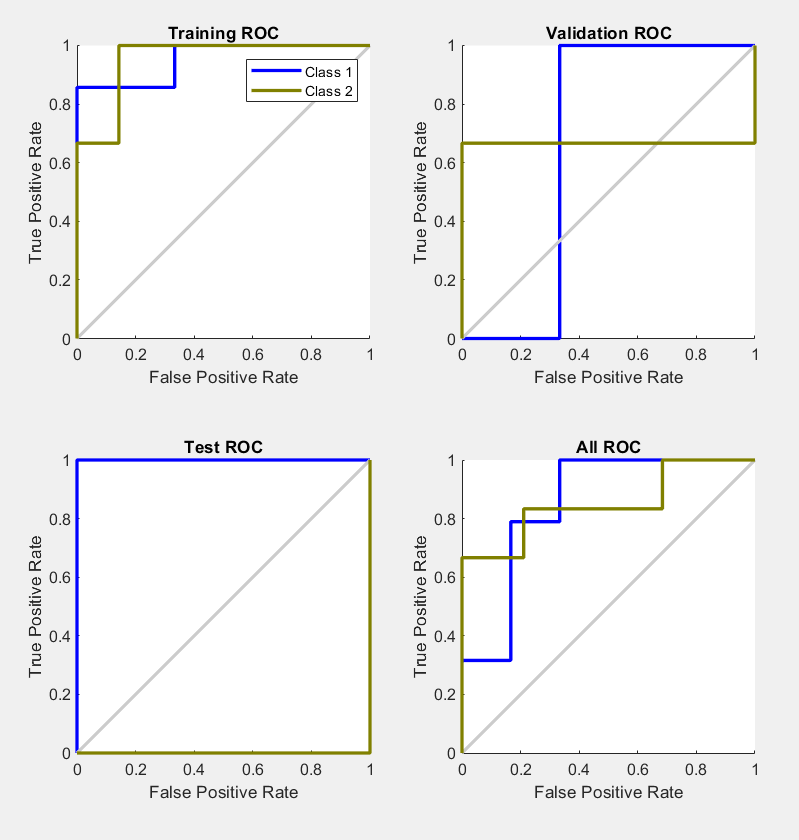 Training ROC
1
0.8
0.6
0.4
0.2
0
True Positive Rate
Class 1
Class 2
0 0.2 0.4 0.6 0.8 1
False Positive Rate
Validation ROC
1
0.8
0.6
0.4
0.2
0
True Positive Rate
0 0.2 0.4 0.6 0.8 1
False Positive Rate
Test ROC
1
0.8
0.6
0.4
0.2
0
True Positive Rate
0 0.2 0.4 0.6 0.8 1
False Positive Rate
All ROC
1
0.8
0.6
0.4
0.2
0
True Positive Rate
0 0.2 0.4 0.6 0.8 1
False Positive Rate